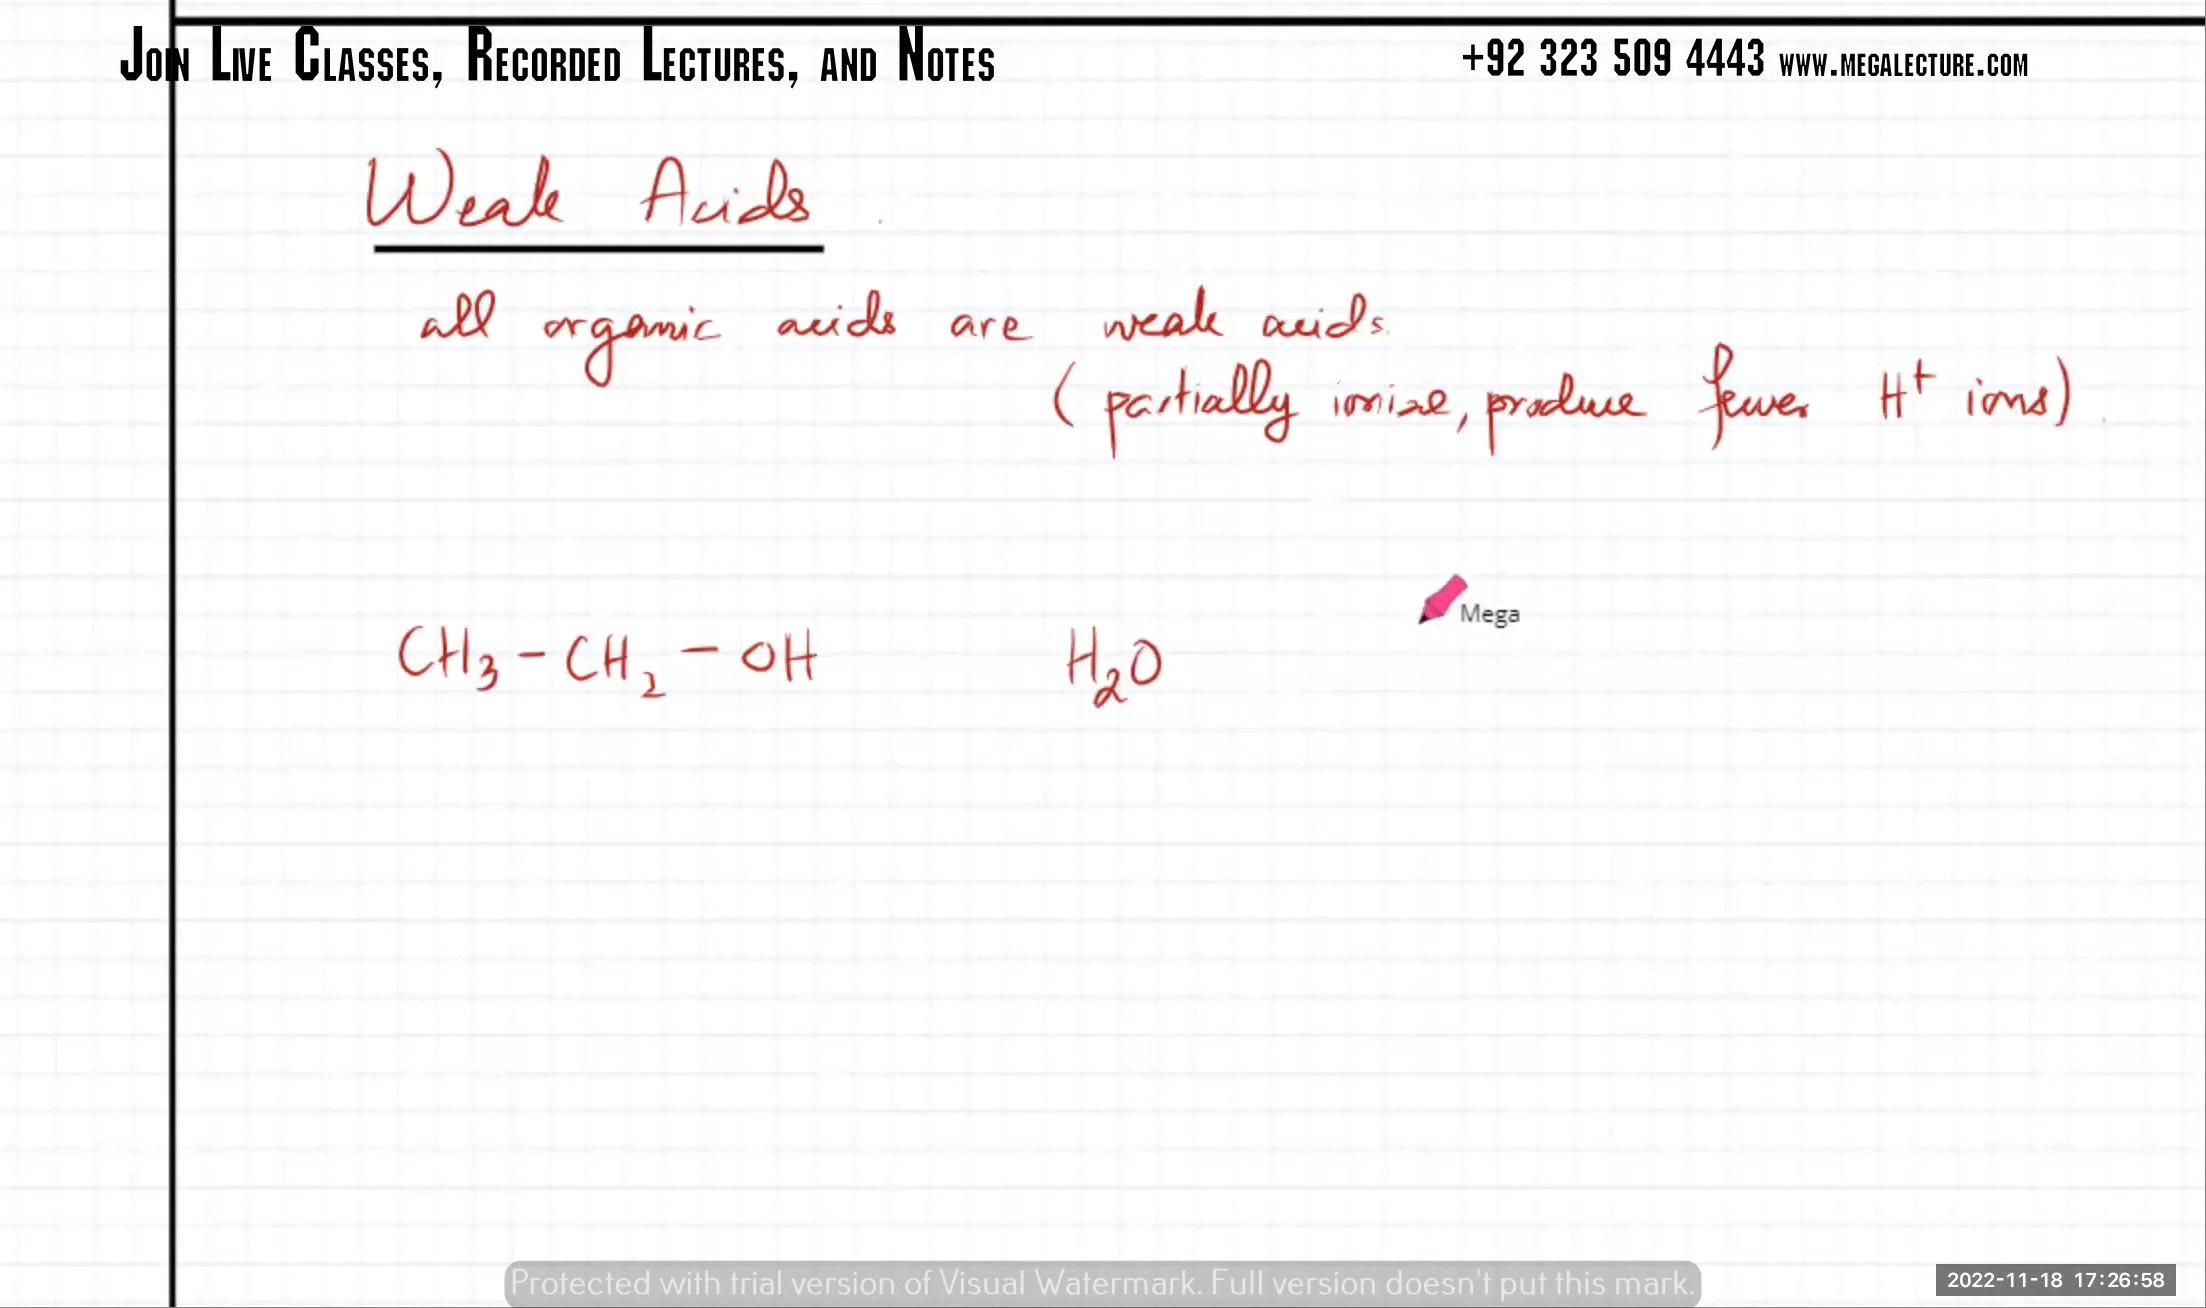 JOIN LIVE CLASSES, RECORDED LECTURES, AND NOTES
+92 323 509 4443 WWW.MEGALECTURE.COM
Weak Acids
all organic acids are weak acids.
(partially ionize, produce fewer H⁺ ions)
Mega
CH₃ - CH₂ - OH H₂O
Protected with trial version of Visual Watermark. Full version doesn't put this mark.
2022-11-18 17:26:58